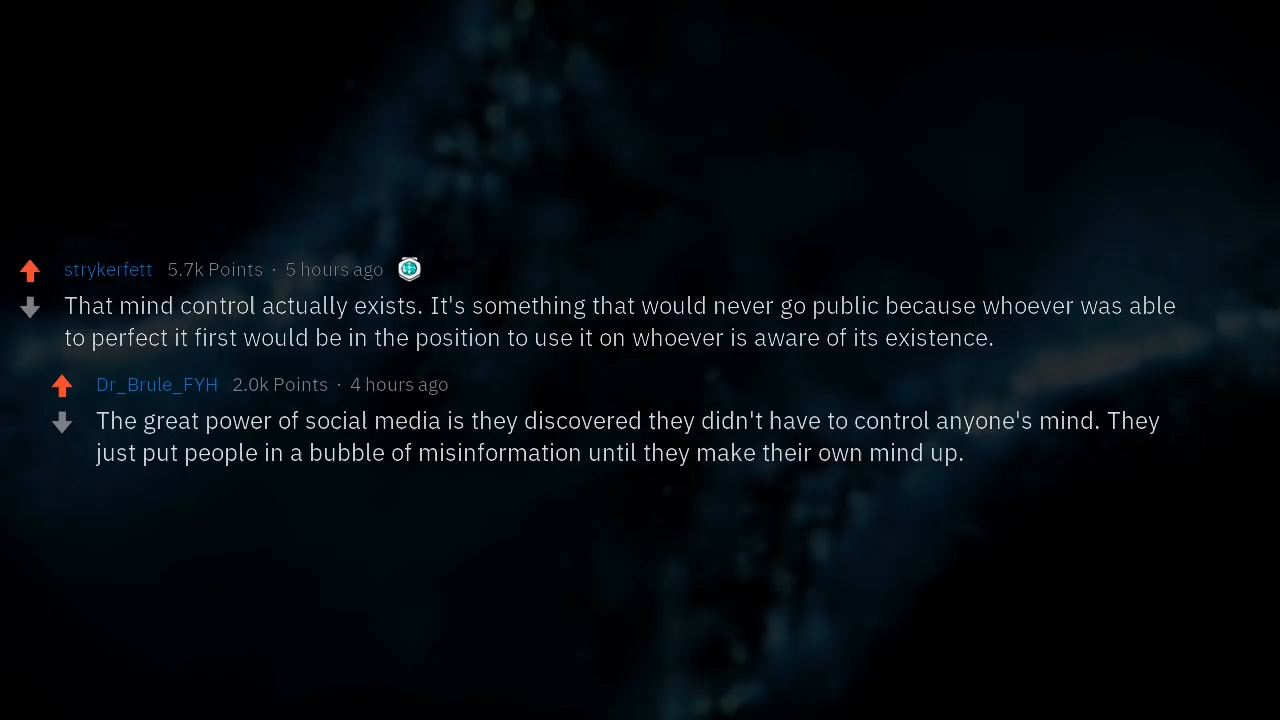 strykerfett 5.7k Points · 5 hours ago
That mind control actually exists. It's something that would never go public because whoever was able
to perfect it first would be in the position to use it on whoever is aware of its existence.
Dr_Brule_FYH 2.0k Points · 4 hours ago
The great power of social media is they discovered they didn't have to control anyone's mind. They
just put people in a bubble of misinformation until they make their own mind up.